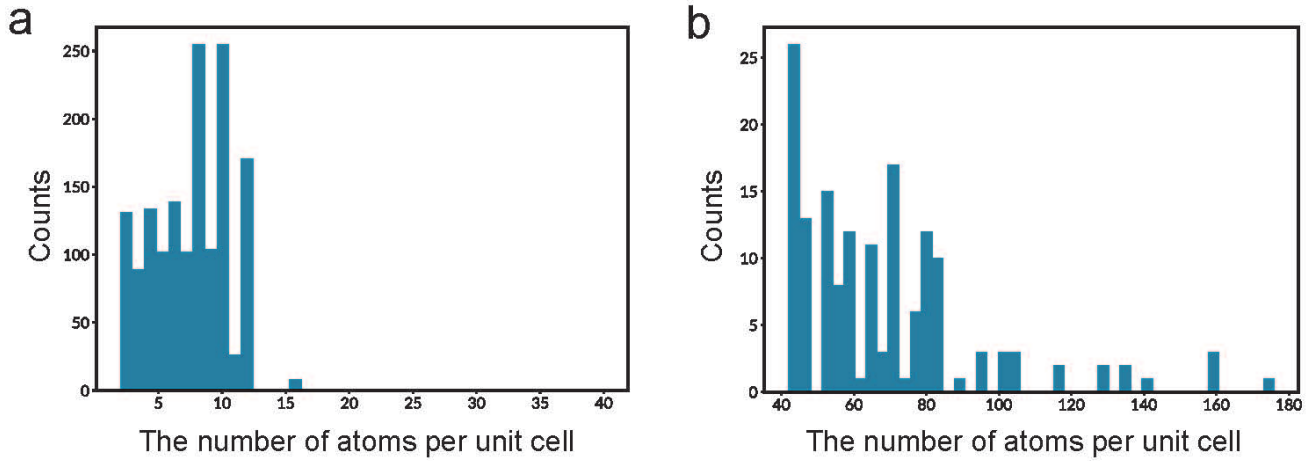 a
250
200
150
100
50
0
Counts
5 10 15 20 25 30 35 40
The number of atoms per unit cell
b
25
20
15
10
5
0
Counts
40 60 80 100 120 140 160 180
The number of atoms per unit cell